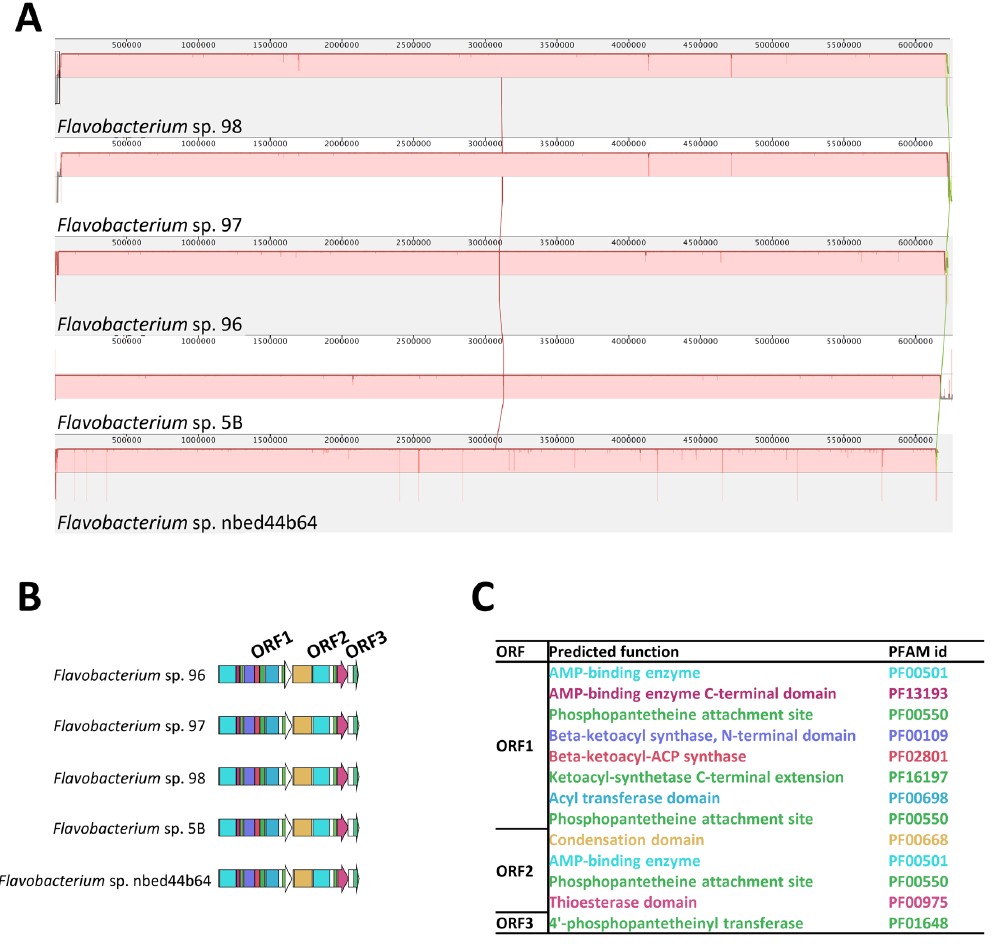 A
500000 1000000 1500000 2000000 2500000 3000000 3500000 4000000 4500000 5000000 5500000 6000000
Flavobacterium sp. 98
500000 1000000 1500000 2000000 2500000 3000000 3500000 4000000 4500000 5000000 5500000 6000000
Flavobacterium sp. 97
500000 1000000 1500000 2000000 2500000 3000000 3500000 4000000 4500000 5000000 5500000 6000000
Flavobacterium sp. 96
500000 1000000 1500000 2000000 2500000 3000000 3500000 4000000 4500000 5000000 5500000 6000000
Flavobacterium sp. 5B
500000 1000000 1500000 2000000 2500000 3000000 3500000 4000000 4500000 5000000 5500000 6000000
Flavobacterium sp. nbed44b64
B
ORF1 ORF2 ORF3
Flavobacterium sp. 96
Flavobacterium sp. 97
Flavobacterium sp. 98
Flavobacterium sp. 5B
Flavobacterium sp. nbed44b64
C
ORF Predicted function PFAM id
AMP-binding enzyme PF00501
AMP-binding enzyme C-terminal domain PF13193
Phosphopantetheine attachment site PF00550
Beta-ketoacyl synthase, N-terminal domain PF00109
ORF1
Beta-ketoacyl-ACP synthase PF02801
Ketoacyl-synthetase C-terminal extension PF16197
Acyl transferase domain PF00698
Phosphopantetheine attachment site PF00550
Condensation domain PF00668
AMP-binding enzyme PF00501
ORF2
Phosphopantetheine attachment site PF00550
Thioesterase domain PF00975
ORF3 4'-phosphopantetheinyl transferase PF01648